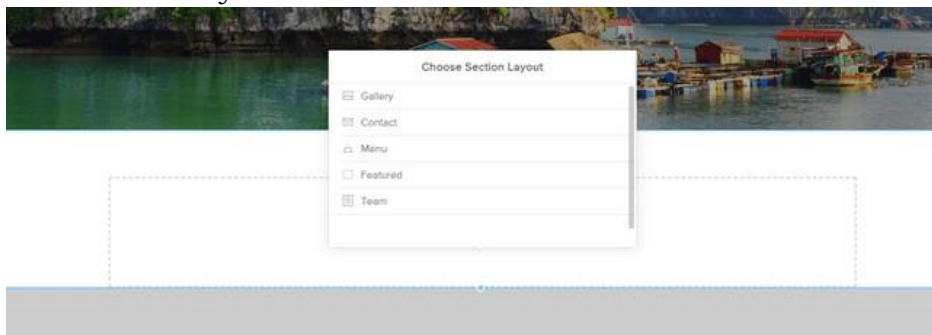 Choose Section Layout
Gallery
Contact
Menu
Featured
Team